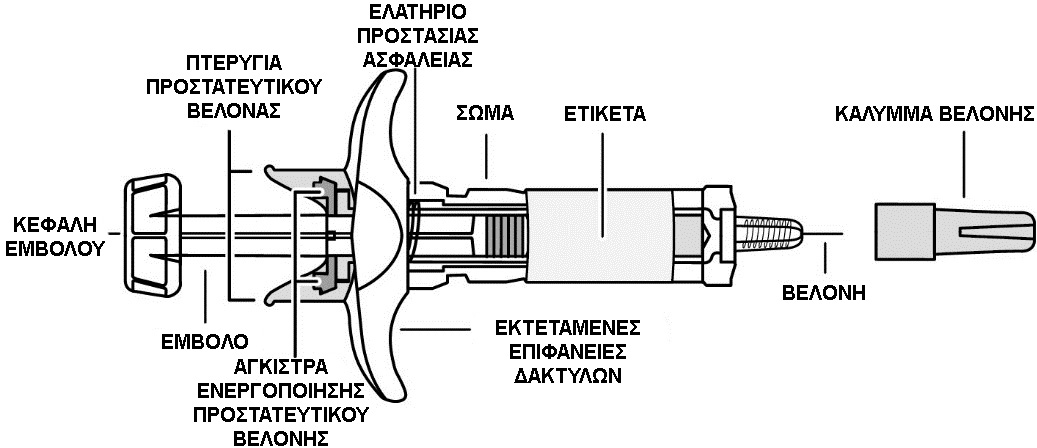 ΕΛΑΤΗΡΙΟ
ΠΡΟΣΤΑΣΙΑΣ
ΑΣΦΑΛΕΙΑΣ
ΠΤΕΡΥΓΙΑ
ΠΡΟΣΤΑΤΕΥΤΙΚΟΥ
ΒΕΛΟΝΑΣ
ΣΩΜΑ
ΕΤΙΚΕΤΑ
ΚΑΛΥΜΜΑ ΒΕΛΟΝΗΣ
ΚΕΦΑΛΗ
ΕΜΒΟΛΟΥ
ΒΕΛΟΝΗ
ΕΜΒΟΛΟ
ΕΚΤΕΤΑΜΕΝΕΣ
ΕΠΙΦΑΝΕΙΕΣ
ΔΑΚΤΥΛΩΝ
ΑΓΚΙΣΤΡΑ
ΕΝΕΡΓΟΠΟΙΗΣΗΣ
ΠΡΟΣΤΑΤΕΥΤΙΚΟΥ
ΒΕΛΟΝΗΣ